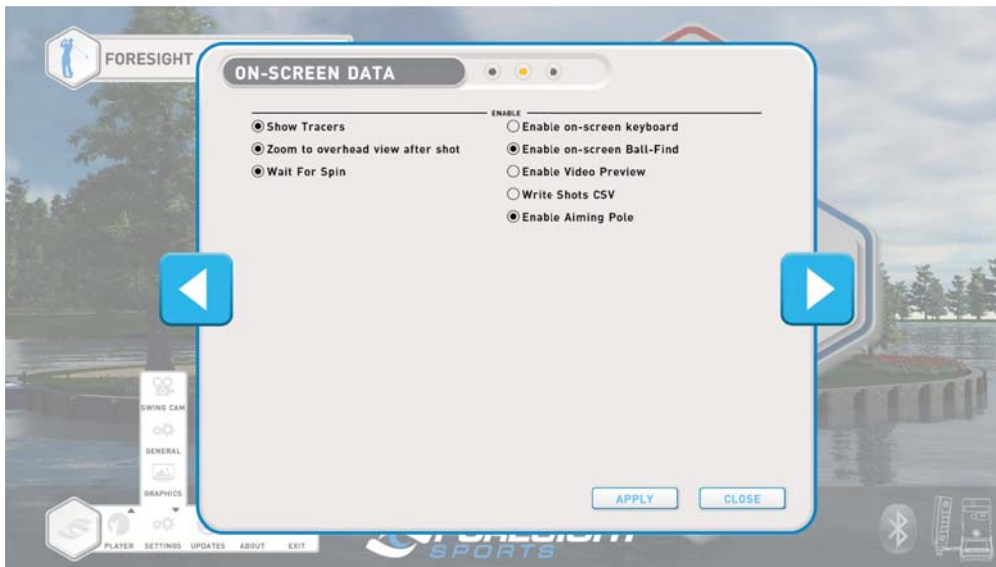 FORESIGHT
ON-SCREEN DATA
ENABLE
Show Tracers
Zoom to overhead view after shot
Wait For Spin
Enable on-screen keyboard
Enable on-screen Ball-Find
Enable Video Preview
Write Shots CSV
Enable Aiming Pole
SWING CAM
GENERAL
GRAPHICS
APPLY CLOSE
PLAYER SETTINGS UPDATES ABOUT EXIT
FORESIGHT
SPORTS